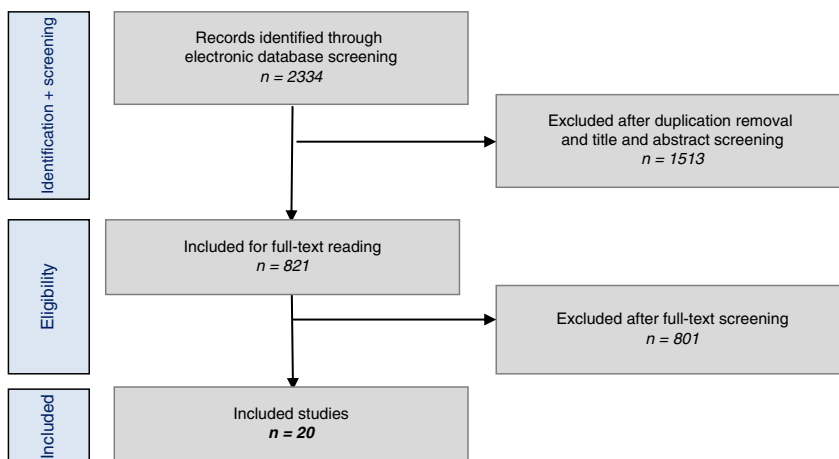 Identification + screening
Records identified through
electronic database screening
n = 2334
Excluded after duplication removal
and title and abstract screening
n = 1513
Eligibility
Included for full-text reading
n = 821
Excluded after full-text screening
n = 801
Included
Included studies
n = 20